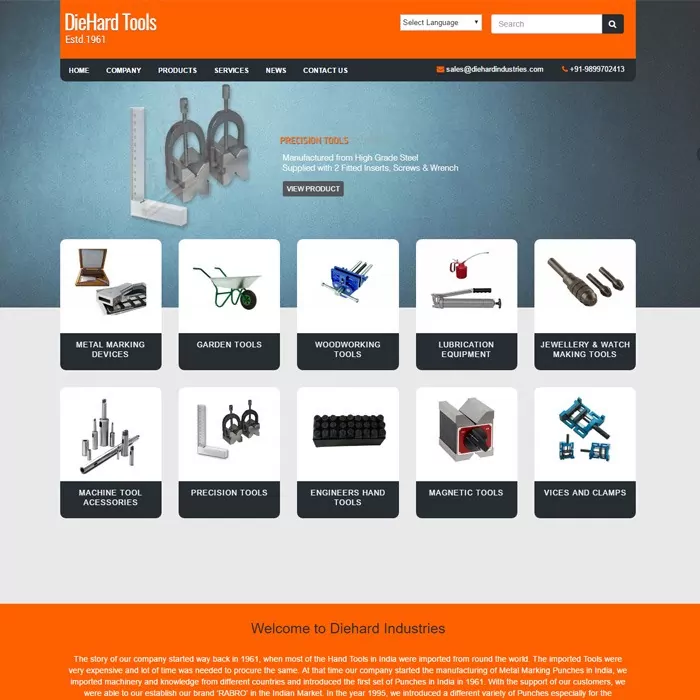 DieHard Tools
Estd.1961
Select Language
Search
HOME COMPANY PRODUCTS SERVICES NEWS CONTACT US
sales@diehardindustries.com +91-9899702413
PRECISION TOOLS
Manufactured from High Grade Steel
Supplied with 2 Fitted Inserts, Screws & Wrench
VIEW PRODUCT
METAL MARKING
DEVICES
GARDEN TOOLS
WOODWORKING
TOOLS
LUBRICATION
EQUIPMENT
JEWELLERY & WATCH
MAKING TOOLS
MACHINE TOOL
ACESSORIES
PRECISION TOOLS
ENGINEERS HAND
TOOLS
MAGNETIC TOOLS
VICES AND CLAMPS
Welcome to Diehard Industries
The story of our company started way back in 1961, when most of the Hand Tools in India were imported from round the world. The imported Tools were
very expensive and lot of time was needed to procure the same. At that time our company started the manufacturing of Metal Marking Punches in India, we
imported machinery and knowledge from different countries and introduced the first set of Punches in India in 1961. With the support of our customers, we
were able to our establish our brand 'RABRO' in the Indian Market. In the year 1995, we introduced a different variety of Punches especially for the